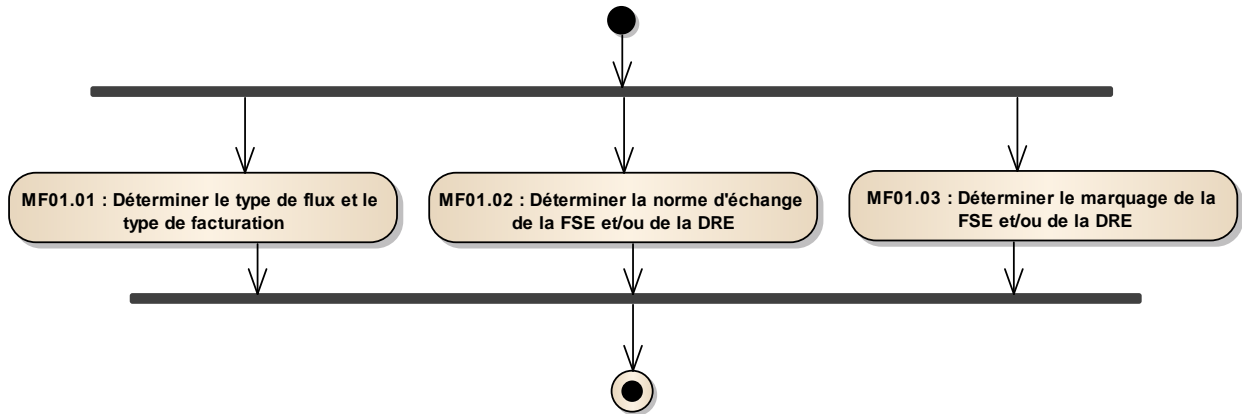 MF01.01 : Déterminer le type de flux et le
type de facturation
MF01.02 : Déterminer la norme d'échange
de la FSE et/ou de la DRE
MF01.03 : Déterminer le marquage de la
FSE et/ou de la DRE